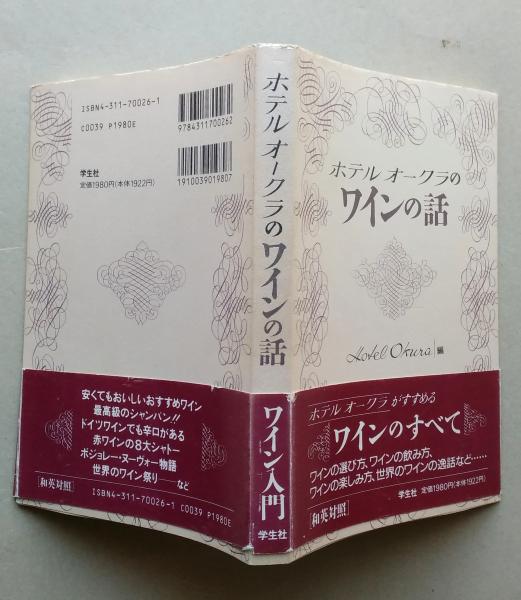 ISBN4-311-70026-1
C0039 P1980E
9784311700262
学生社
定価1980円(本体1922円)
1910039019807
安くてもおいしいおすすめワイン
最高級のシャンパン!!
ドイツワインでも辛口がある
赤ワインの8大シャトー
ボジョレー・ヌーヴォー物語
世界のワイン祭り ── など
[和英対照]
ISBN4-311-70026-1 C0039 P1980E
ホテル オークラの ワインの話
ワイン入門
学生社
ホテル オークラの
ワインの話
Hotel Okura 編
ホテル オークラ がすすめる
ワインのすべて
ワインの選び方、ワインの飲み方、
ワインの楽しみ方、世界のワインの逸話など……
学生社 定価1980円(本体1922円)
[和英対照]